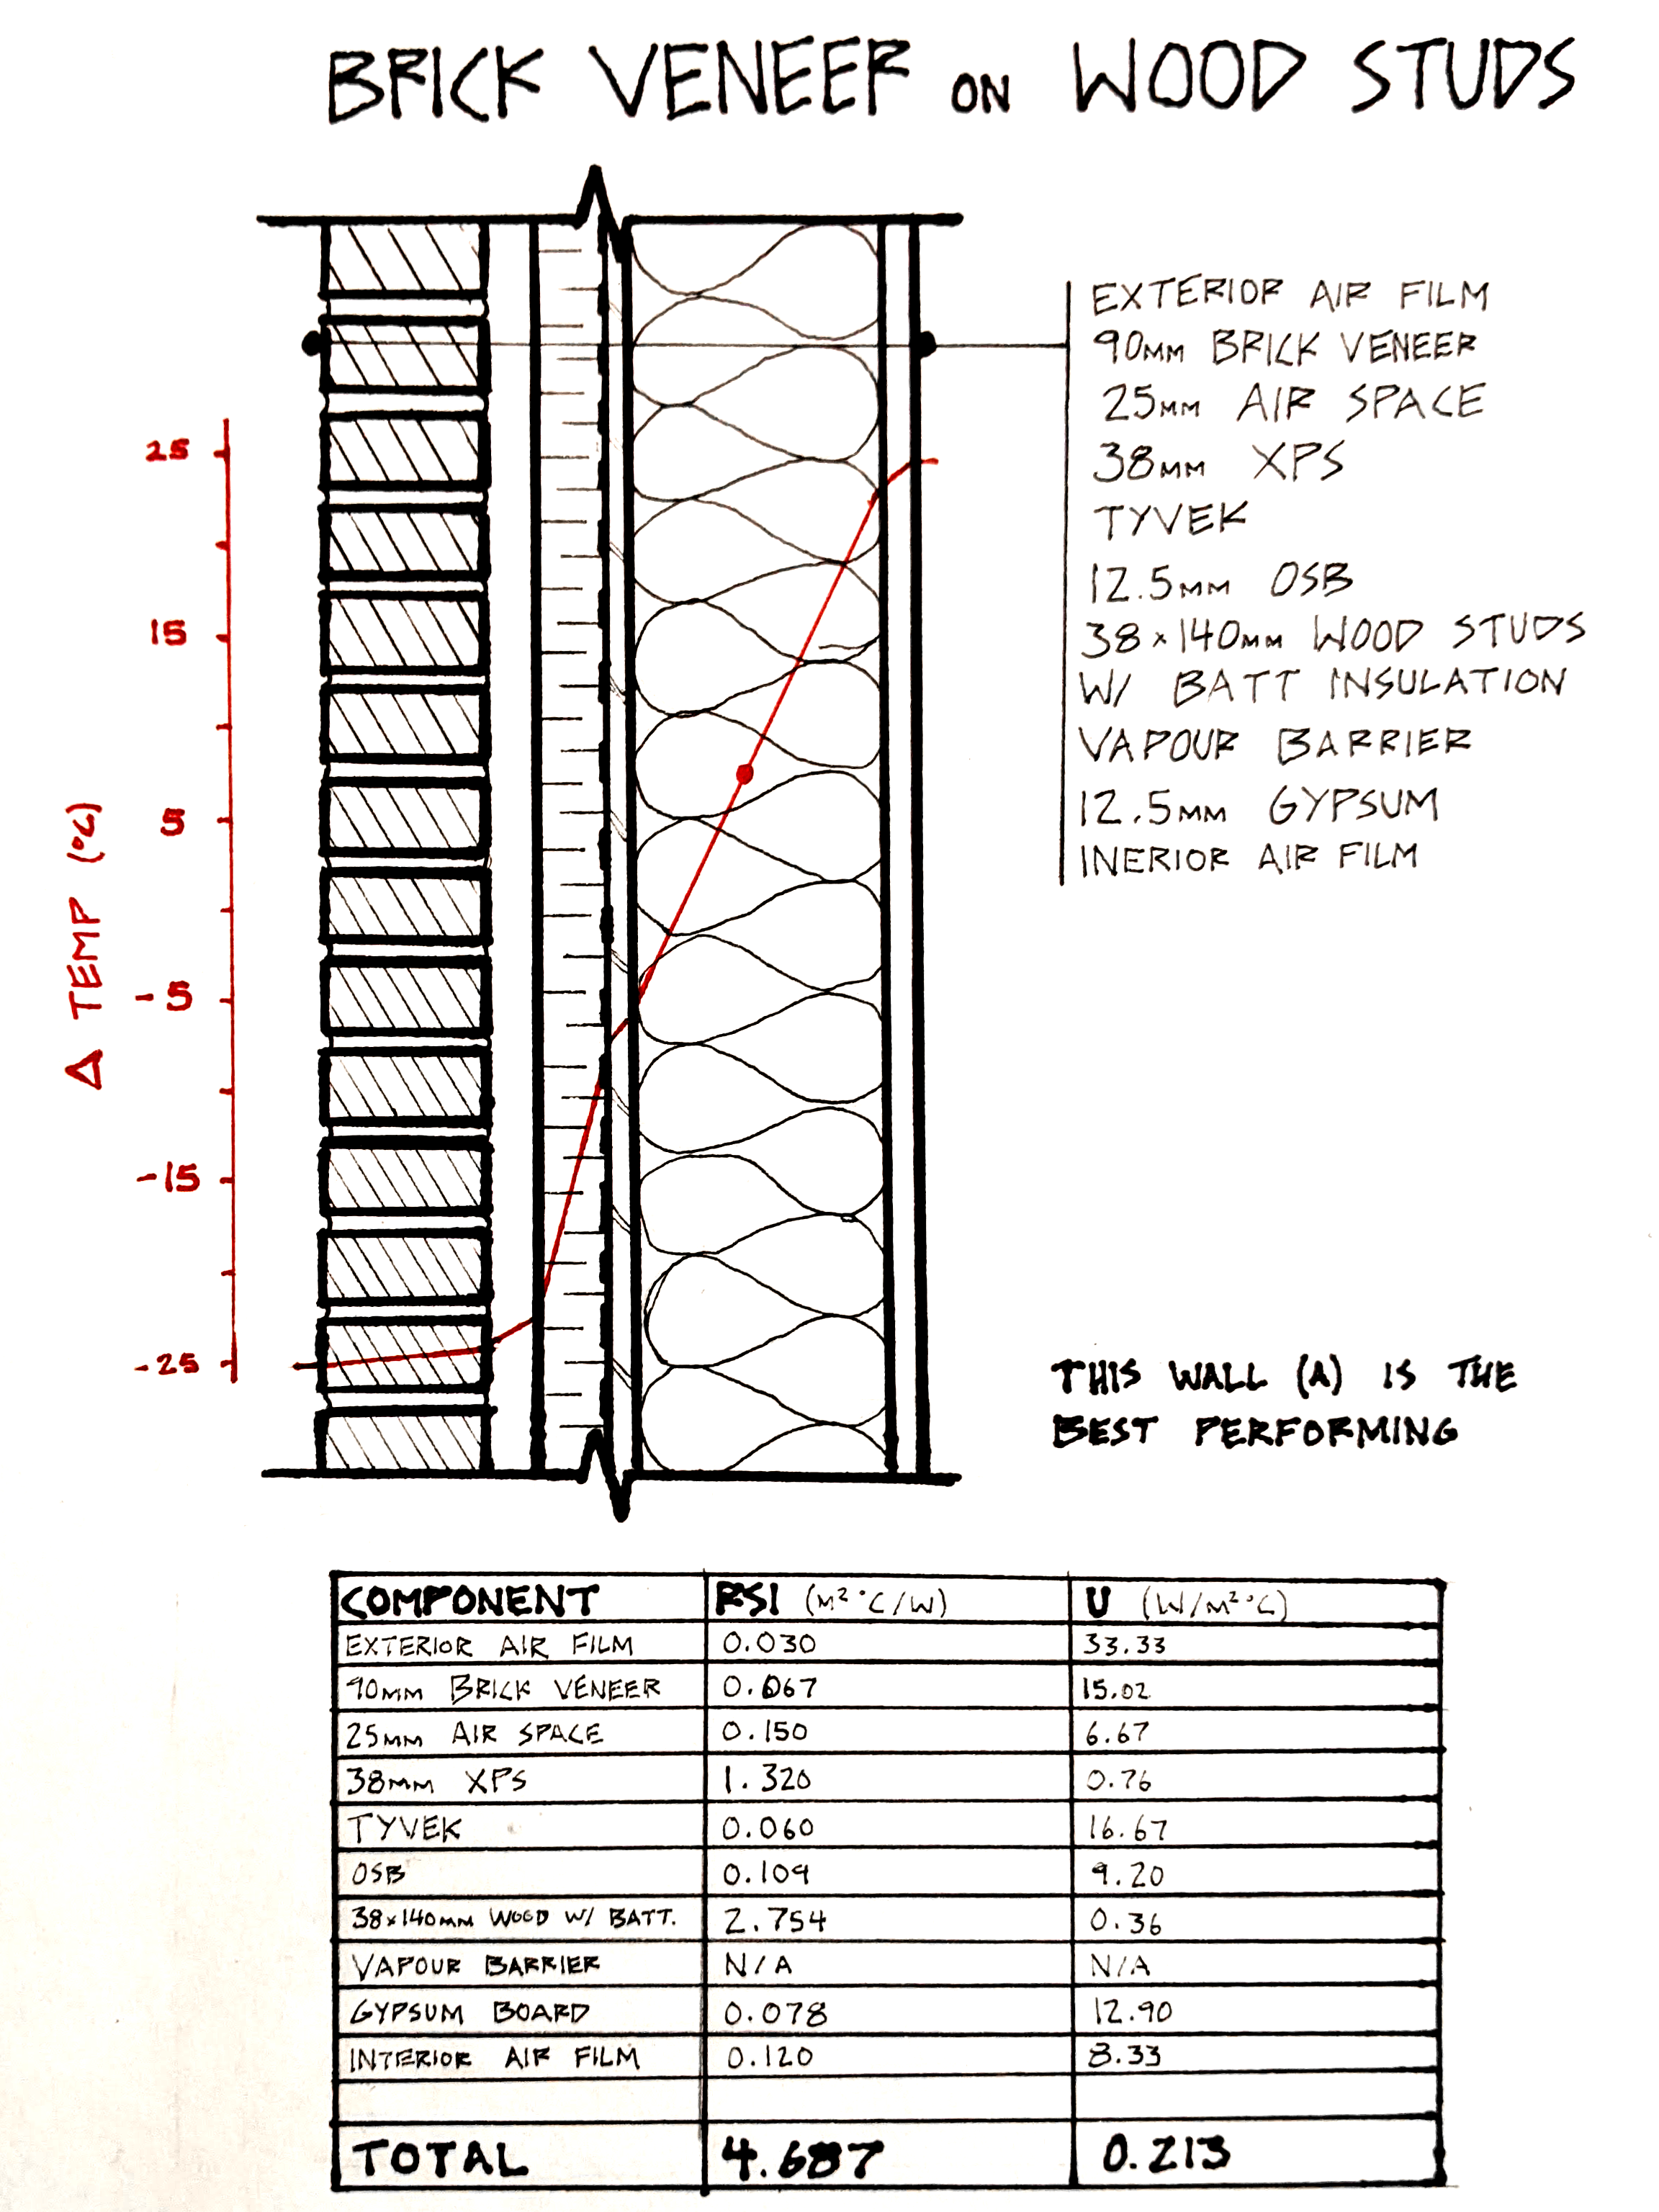 BRICK VENEER ON WOOD STUDS
EXTERIOR AIR FILM
90MM BRICK VENEER
25MM AIR SPACE
38MM XPS
TYVEK
12.5MM OSB
38×140MM WOOD STUDS
W/ BATT INSULATION
VAPOUR BARRIER
12.5MM GYPSUM
INERIOR AIR FILM
Δ TEMP (°C)
25
15
5
-5
-15
-25
THIS WALL (A) IS THE
BEST PERFORMING
COMPONENT RSI (M²°C/W) U (W/M²°C)
EXTERIOR AIR FILM 0.030 33.33
90MM BRICK VENEER 0.067 15.02
25MM AIR SPACE 0.150 6.67
38MM XPS 1.320 0.76
TYVEK 0.060 16.67
OSB 0.109 9.20
38×140MM WOOD W/ BATT. 2.754 0.36
VAPOUR BARRIER N/A N/A
GYPSUM BOARD 0.078 12.90
INTERIOR AIR FILM 0.120 8.33
TOTAL 4.687 0.213